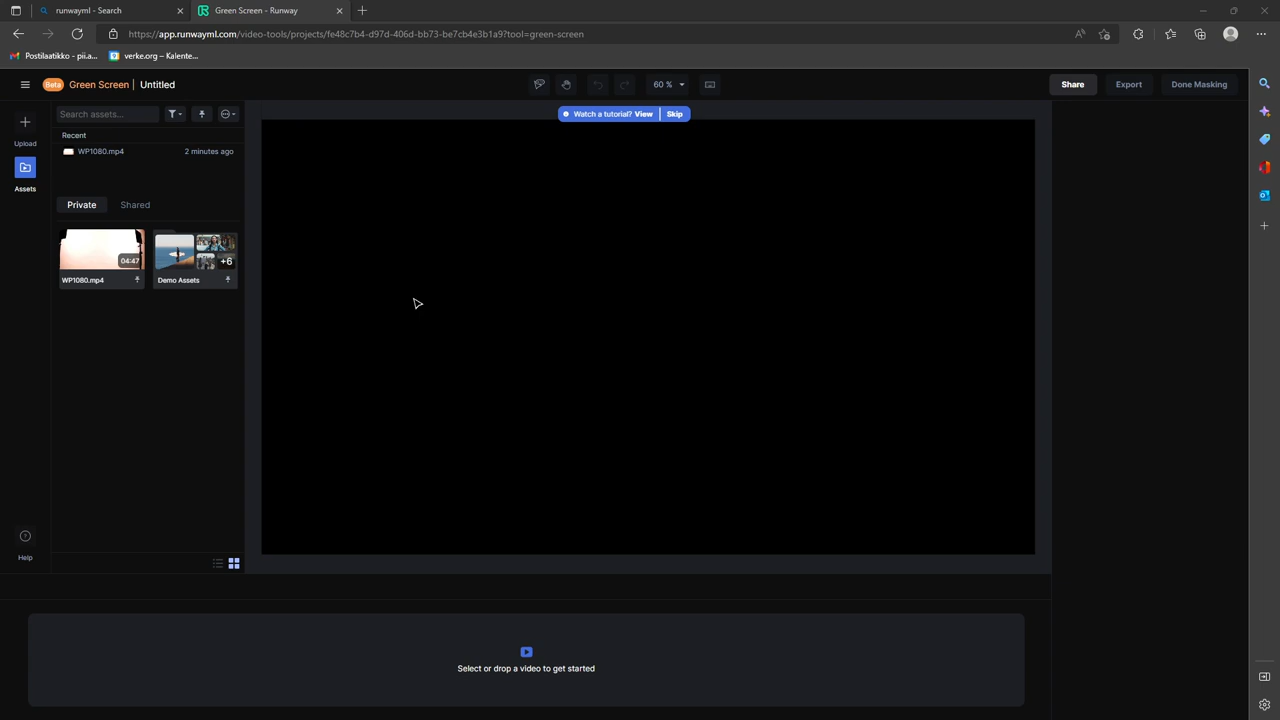 runwayml - Search
Green Screen - Runway
https://app.runwayml.com/video-tools/projects/fe48c7b4-d97d-406d-bb73-be7cb4e3b1a9?tool=green-screen
Postilaatikko - pii.a...
verke.org – Kalente...
Beta Green Screen | Untitled
60 %
Share
Export
Done Masking
Search assets...
Watch a tutorial? View
Skip
Upload
Recent
WP1080.mp4
2 minutes ago
Assets
Private
Shared
04:47
+6
WP1080.mp4
Demo Assets
Help
Select or drop a video to get started